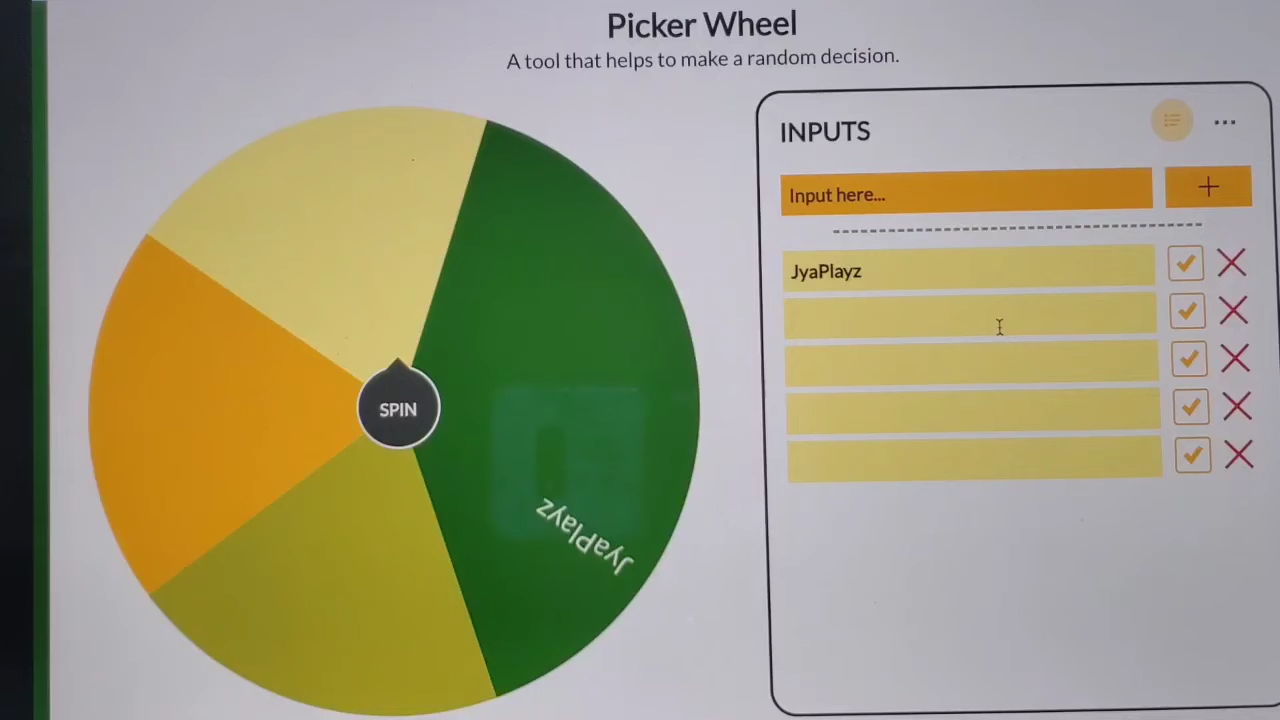 Picker Wheel
A tool that helps to make a random decision.
INPUTS
Input here...
JyaPlayz
SPIN
JyaPlayz